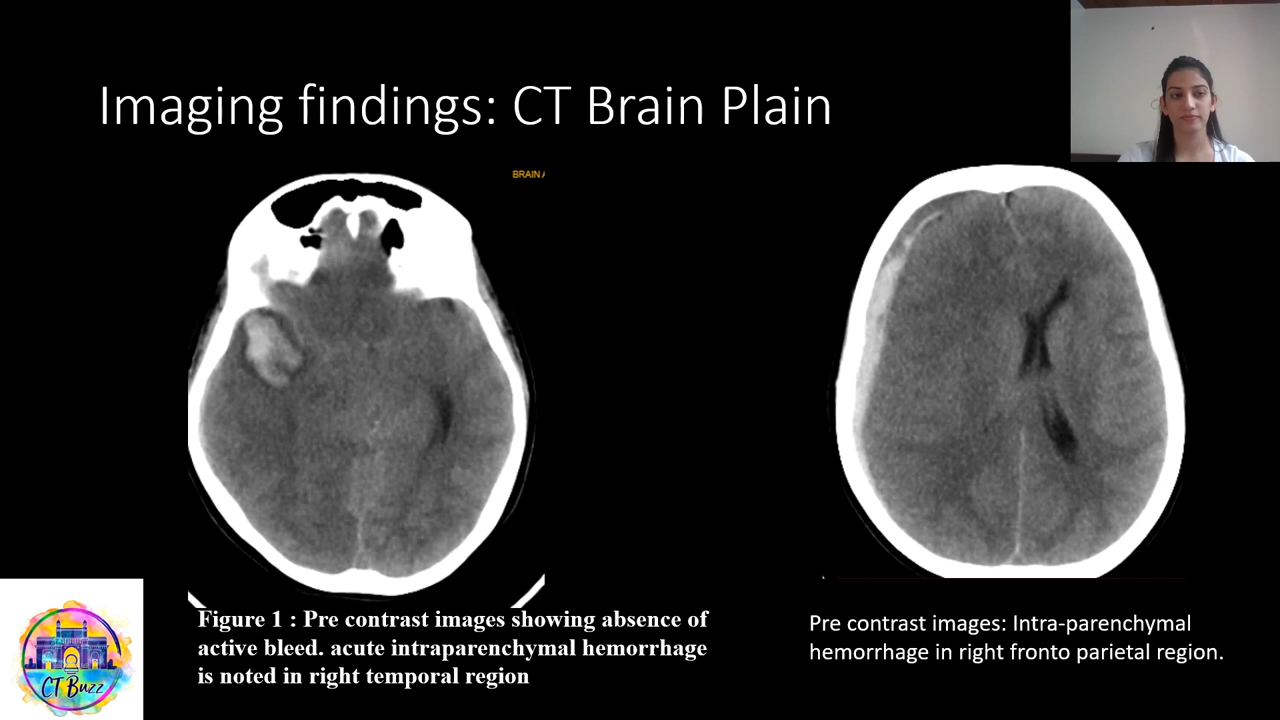 Imaging findings: CT Brain Plain
BRAIN
Figure 1 : Pre contrast images showing absence of
active bleed. acute intraparenchymal hemorrhage
is noted in right temporal region
Pre contrast images: Intra-parenchymal
hemorrhage in right fronto parietal region.
CT Buzz